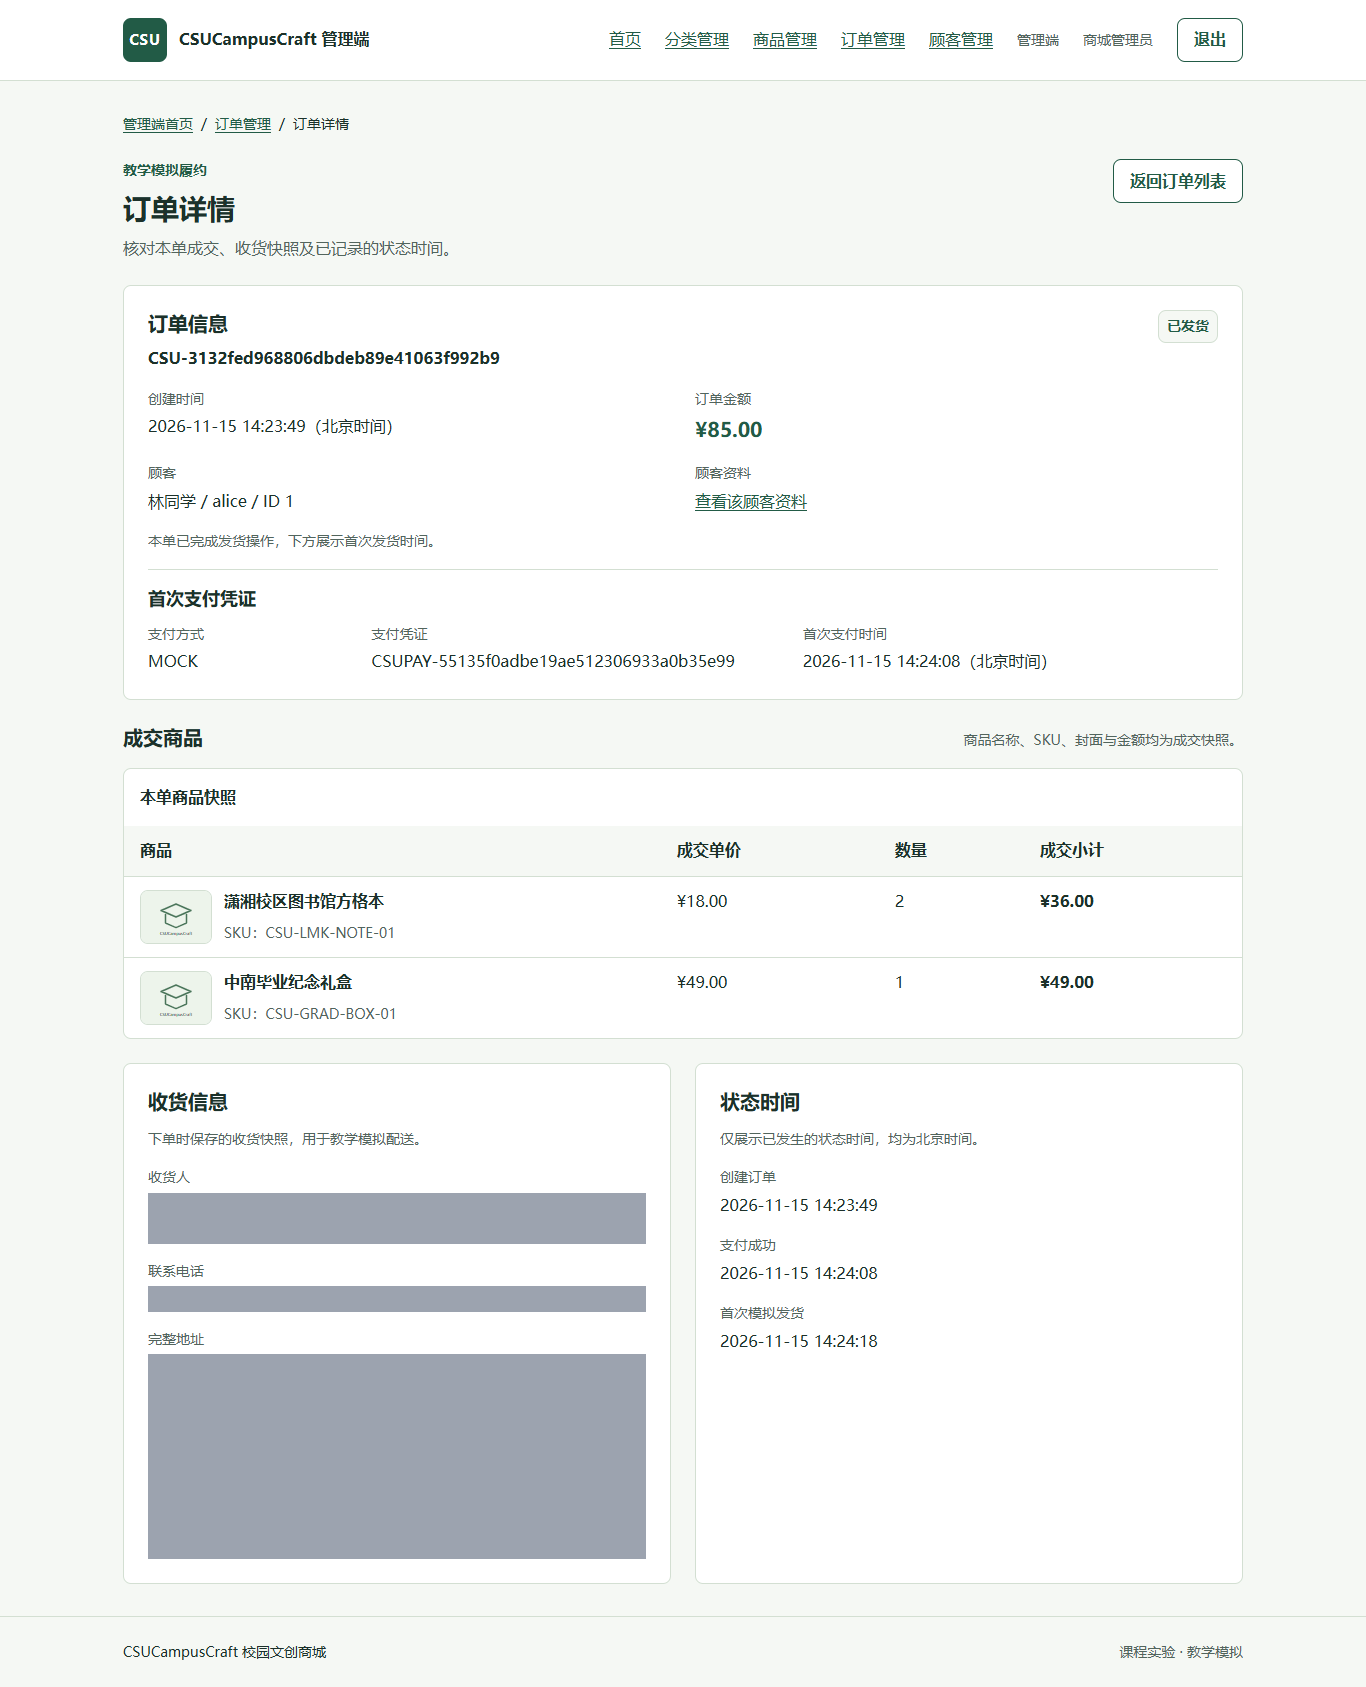 CSU CSUCampusCraft 管理端 首页 分类管理 商品管理 订单管理 顾客管理 管理端 商城管理员 退出
管理端首页 / 订单管理 / 订单详情
教学模拟履约
返回订单列表
订单详情
核对本单成交、收货快照及已记录的状态时间。
订单信息
已发货
CSU-3132fed968806dbdeb89e41063f992b9
创建时间 订单金额
2026-11-15 14:23:49（北京时间） ¥85.00
顾客 顾客资料
林同学 / alice / ID 1 查看该顾客资料
本单已完成发货操作，下方展示首次发货时间。
首次支付凭证
支付方式 支付凭证 首次支付时间
MOCK CSUPAY-55135f0adbe19ae512306933a0b35e99 2026-11-15 14:24:08（北京时间）
成交商品 商品名称、SKU、封面与金额均为成交快照。
本单商品快照
商品 成交单价 数量 成交小计
潇湘校区图书馆方格本 ¥18.00 2 ¥36.00
CSUCampusCraft
SKU：CSU-LMK-NOTE-01
中南毕业纪念礼盒 ¥49.00 1 ¥49.00
CSUCampusCraft
SKU：CSU-GRAD-BOX-01
收货信息
下单时保存的收货快照，用于教学模拟配送。
收货人
联系电话
完整地址
状态时间
仅展示已发生的状态时间，均为北京时间。
创建订单
2026-11-15 14:23:49
支付成功
2026-11-15 14:24:08
首次模拟发货
2026-11-15 14:24:18
CSUCampusCraft 校园文创商城 课程实验 · 教学模拟